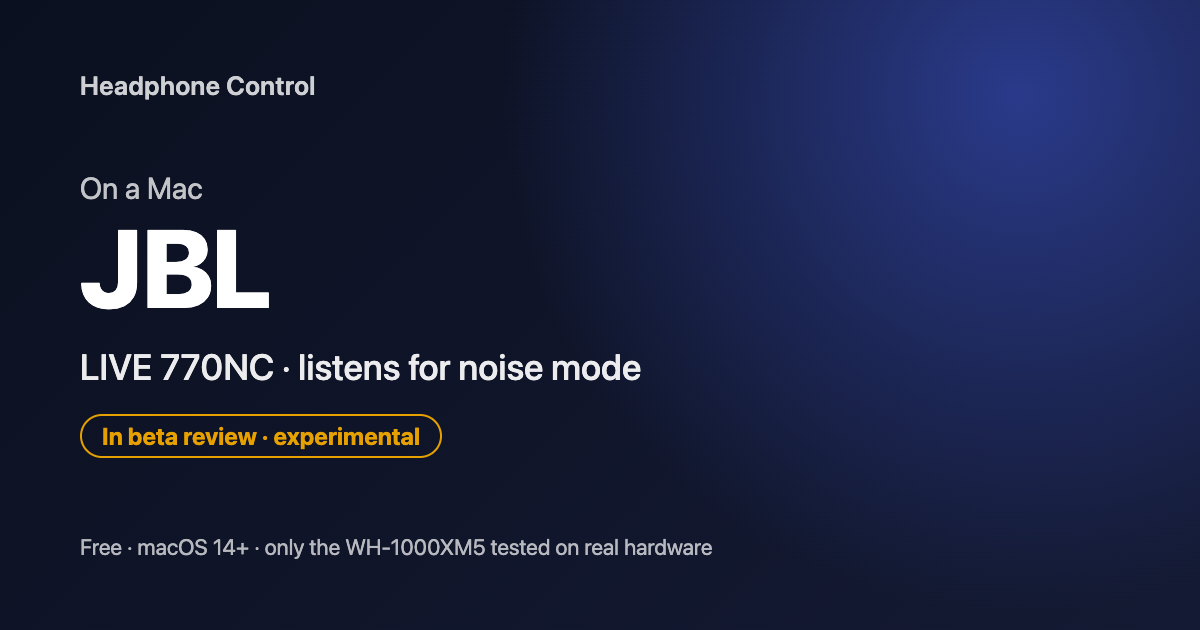 Headphone Control
On a Mac
JBL
LIVE 770NC · listens for noise mode
In beta review · experimental
Free · macOS 14+ · only the WH-1000XM5 tested on real hardware